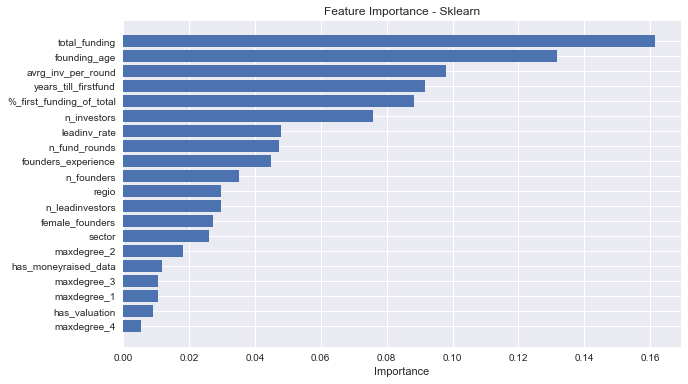 Feature Importance - Sklearn
total_funding
founding_age
avrg_inv_per_round
years_till_firstfund
%_first_funding_of_total
n_investors
leadinv_rate
n_fund_rounds
founders_experience
n_founders
regio
n_leadinvestors
female_founders
sector
maxdegree_2
has_moneyraised_data
maxdegree_3
maxdegree_1
has_valuation
maxdegree_4
0.00 0.02 0.04 0.06 0.08 0.10 0.12 0.14 0.16
Importance